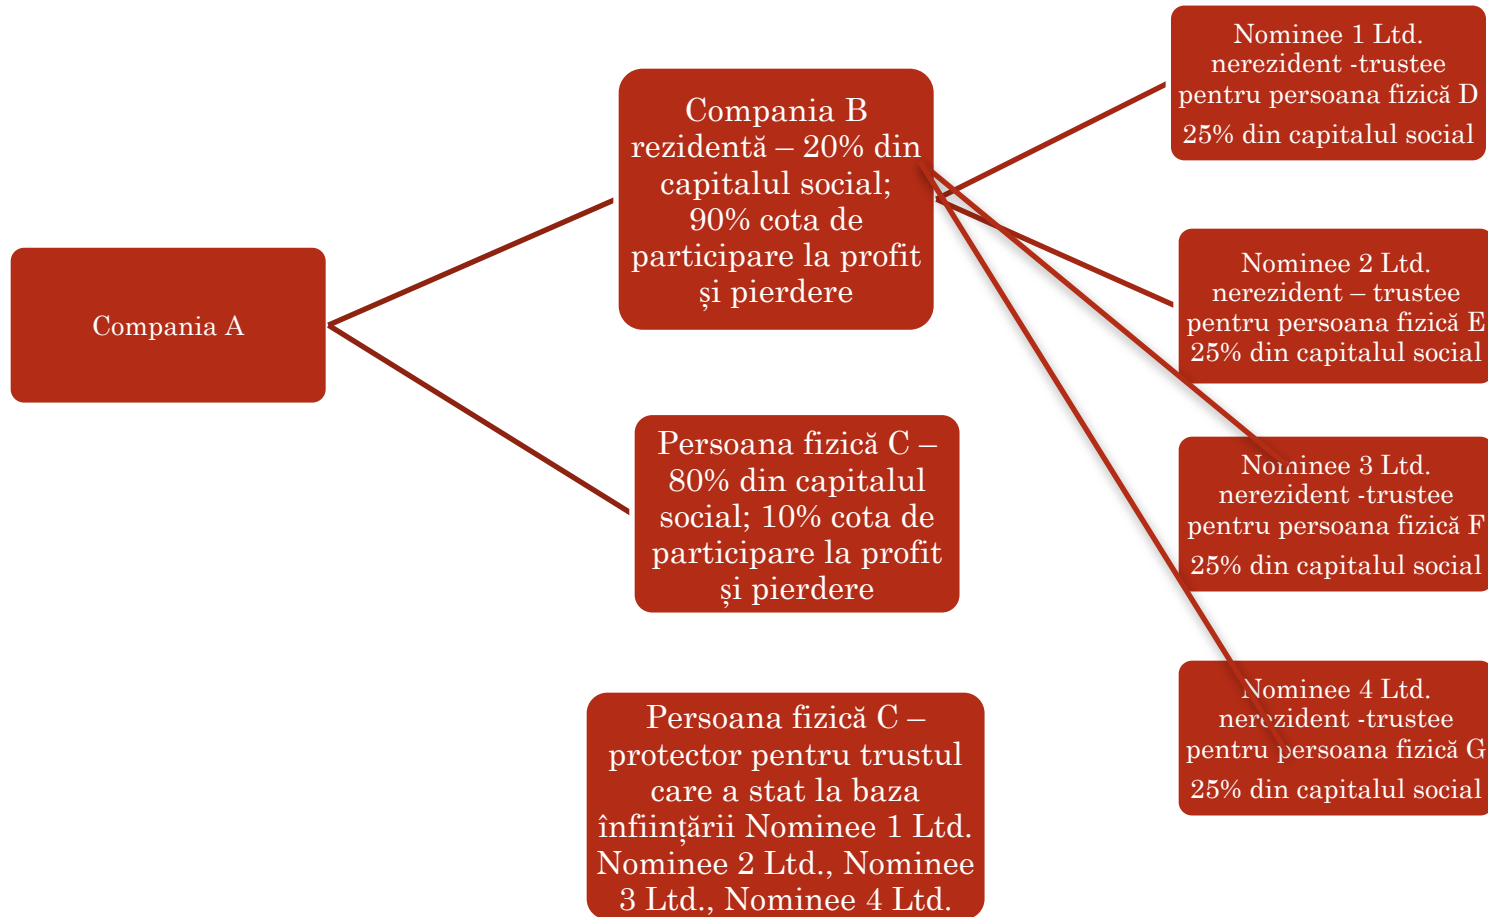 Compania A
Compania B
rezidentă – 20% din
capitalul social;
90% cota de
participare la profit
și pierdere
Persoana fizică C –
80% din capitalul
social; 10% cota de
participare la profit
și pierdere
Persoana fizică C –
protector pentru trustul
care a stat la baza
înființării Nominee 1 Ltd.
Nominee 2 Ltd., Nominee
3 Ltd., Nominee 4 Ltd.
Nominee 1 Ltd.
nerezident -trustee
pentru persoana fizică D
25% din capitalul social
Nominee 2 Ltd.
nerezident – trustee
pentru persoana fizică E
25% din capitalul social
Nominee 3 Ltd.
nerezident -trustee
pentru persoana fizică F
25% din capitalul social
Nominee 4 Ltd.
nerezident -trustee
pentru persoana fizică G
25% din capitalul social